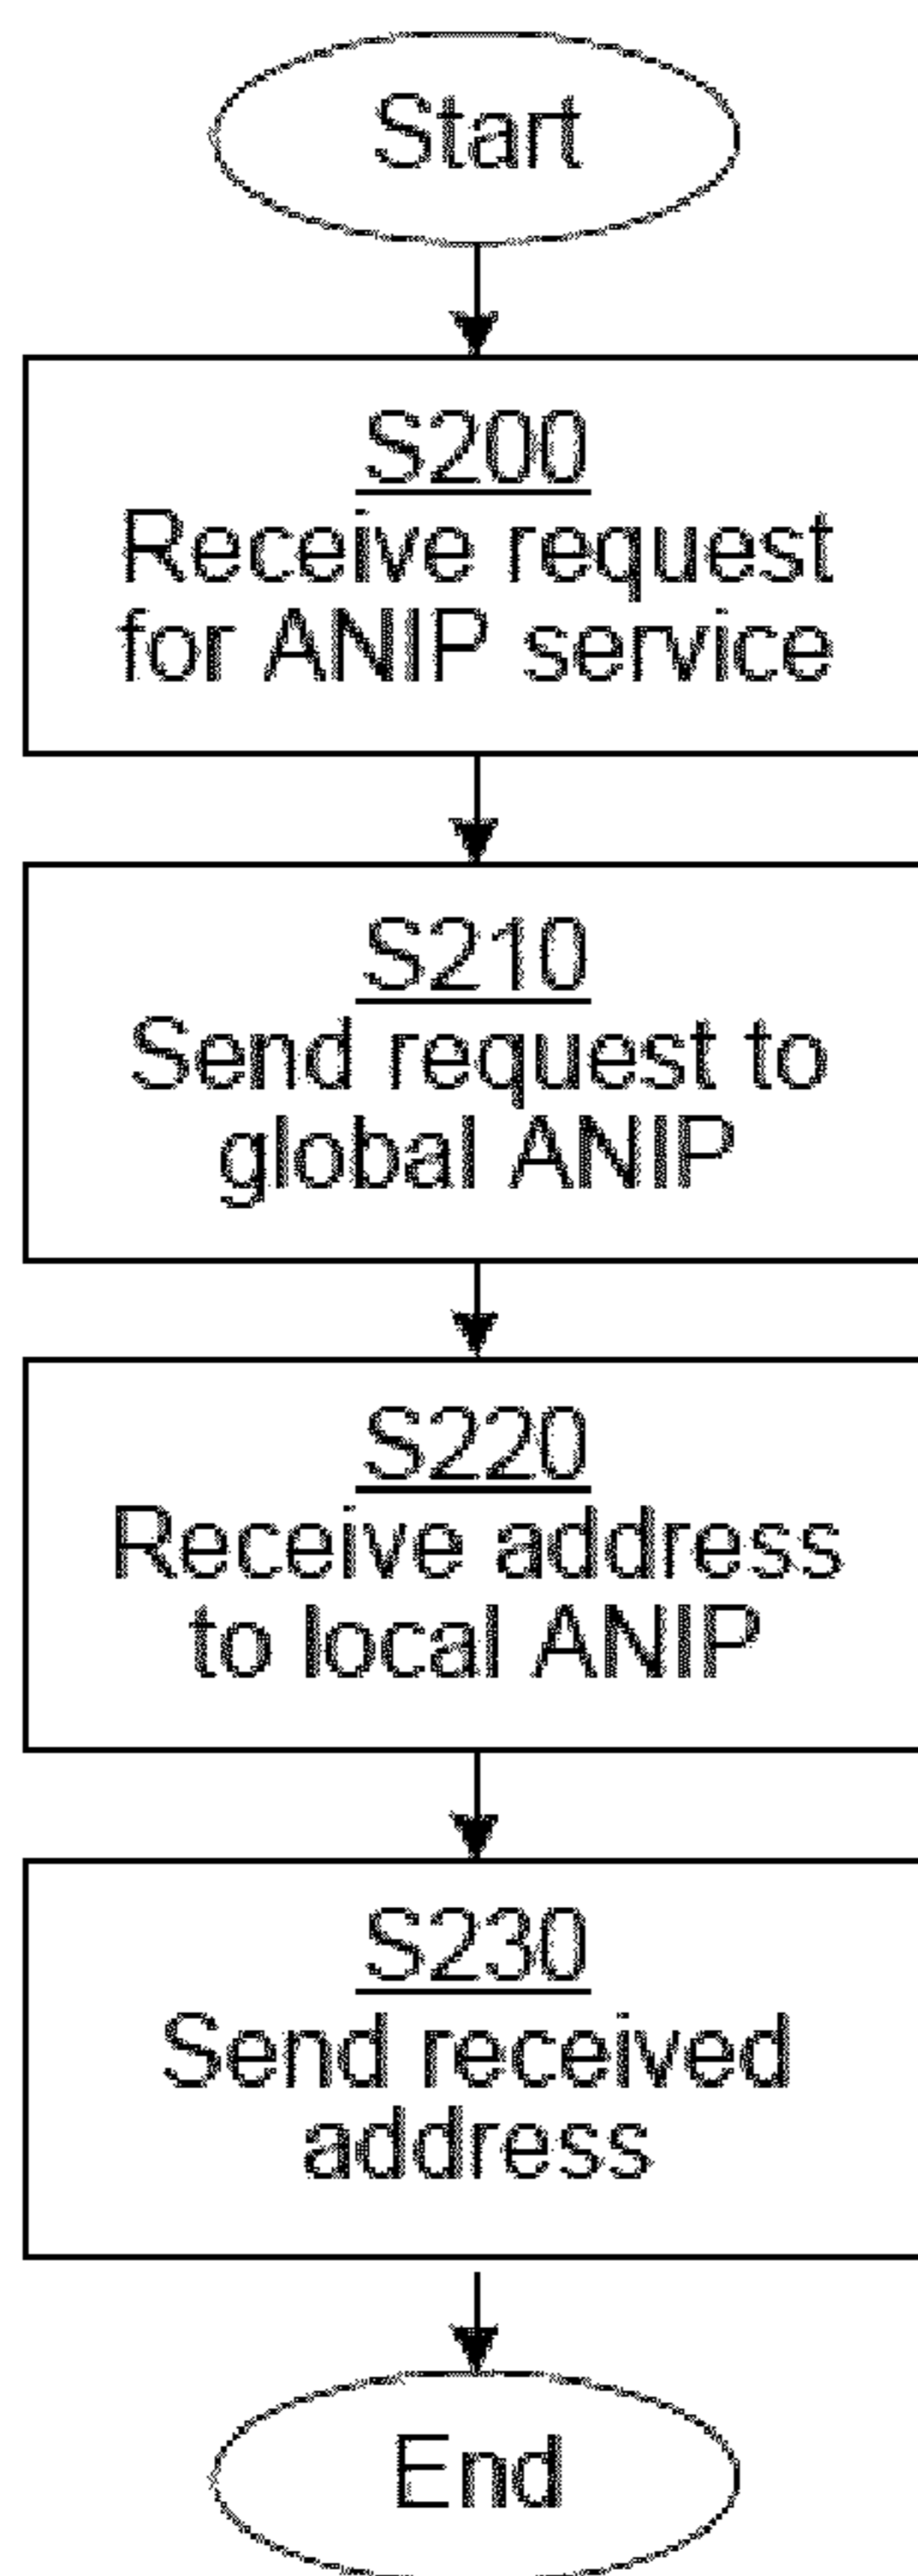 Start
S200
Receive request
for ANIP service
S210
Send request to
global ANIP
S220
Receive address
to local ANIP
S230
Send received
address
End